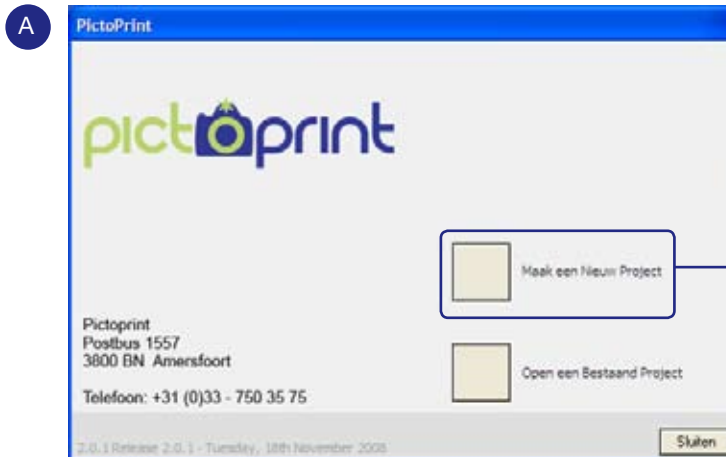 A
PictoPrint
pictoprint
Maak een Nieuw Project
Pictoprint
Postbus 1557
3800 BN Amersfoort
Open een Bestaand Project
Telefoon: +31 (0)33 - 750 35 75
2.0.1 Release 2.0.1 - Tuesday, 18th November 2008
Sluiten